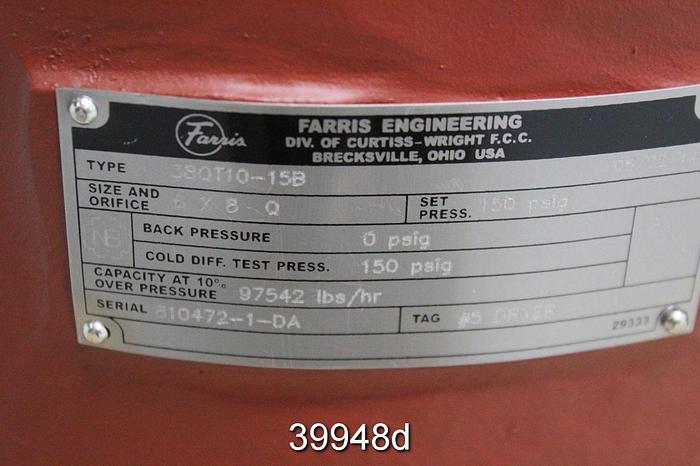 Farris
FARRIS ENGINEERING
DIV. OF CURTISS-WRIGHT F.C.C.
BRECKSVILLE, OHIO USA
TYPE 38QT10-15B
SIZE AND ORIFICE 6 X 8 Q
SET PRESS. 150 psig
NB
BACK PRESSURE 0 psig
COLD DIFF. TEST PRESS. 150 psig
CAPACITY AT 10% OVER PRESSURE 97542 lbs/hr
SERIAL 810472-1-DA
TAG #5 DRYER
29333
39948d